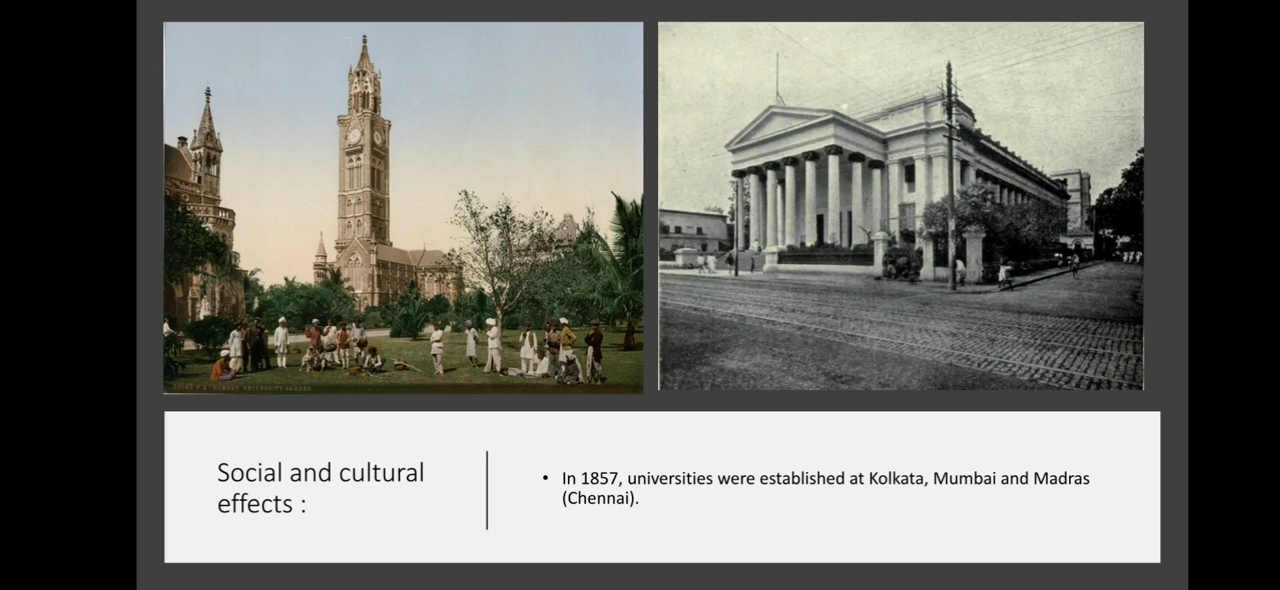 Social and cultural
effects :
• In 1857, universities were established at Kolkata, Mumbai and Madras
(Chennai).